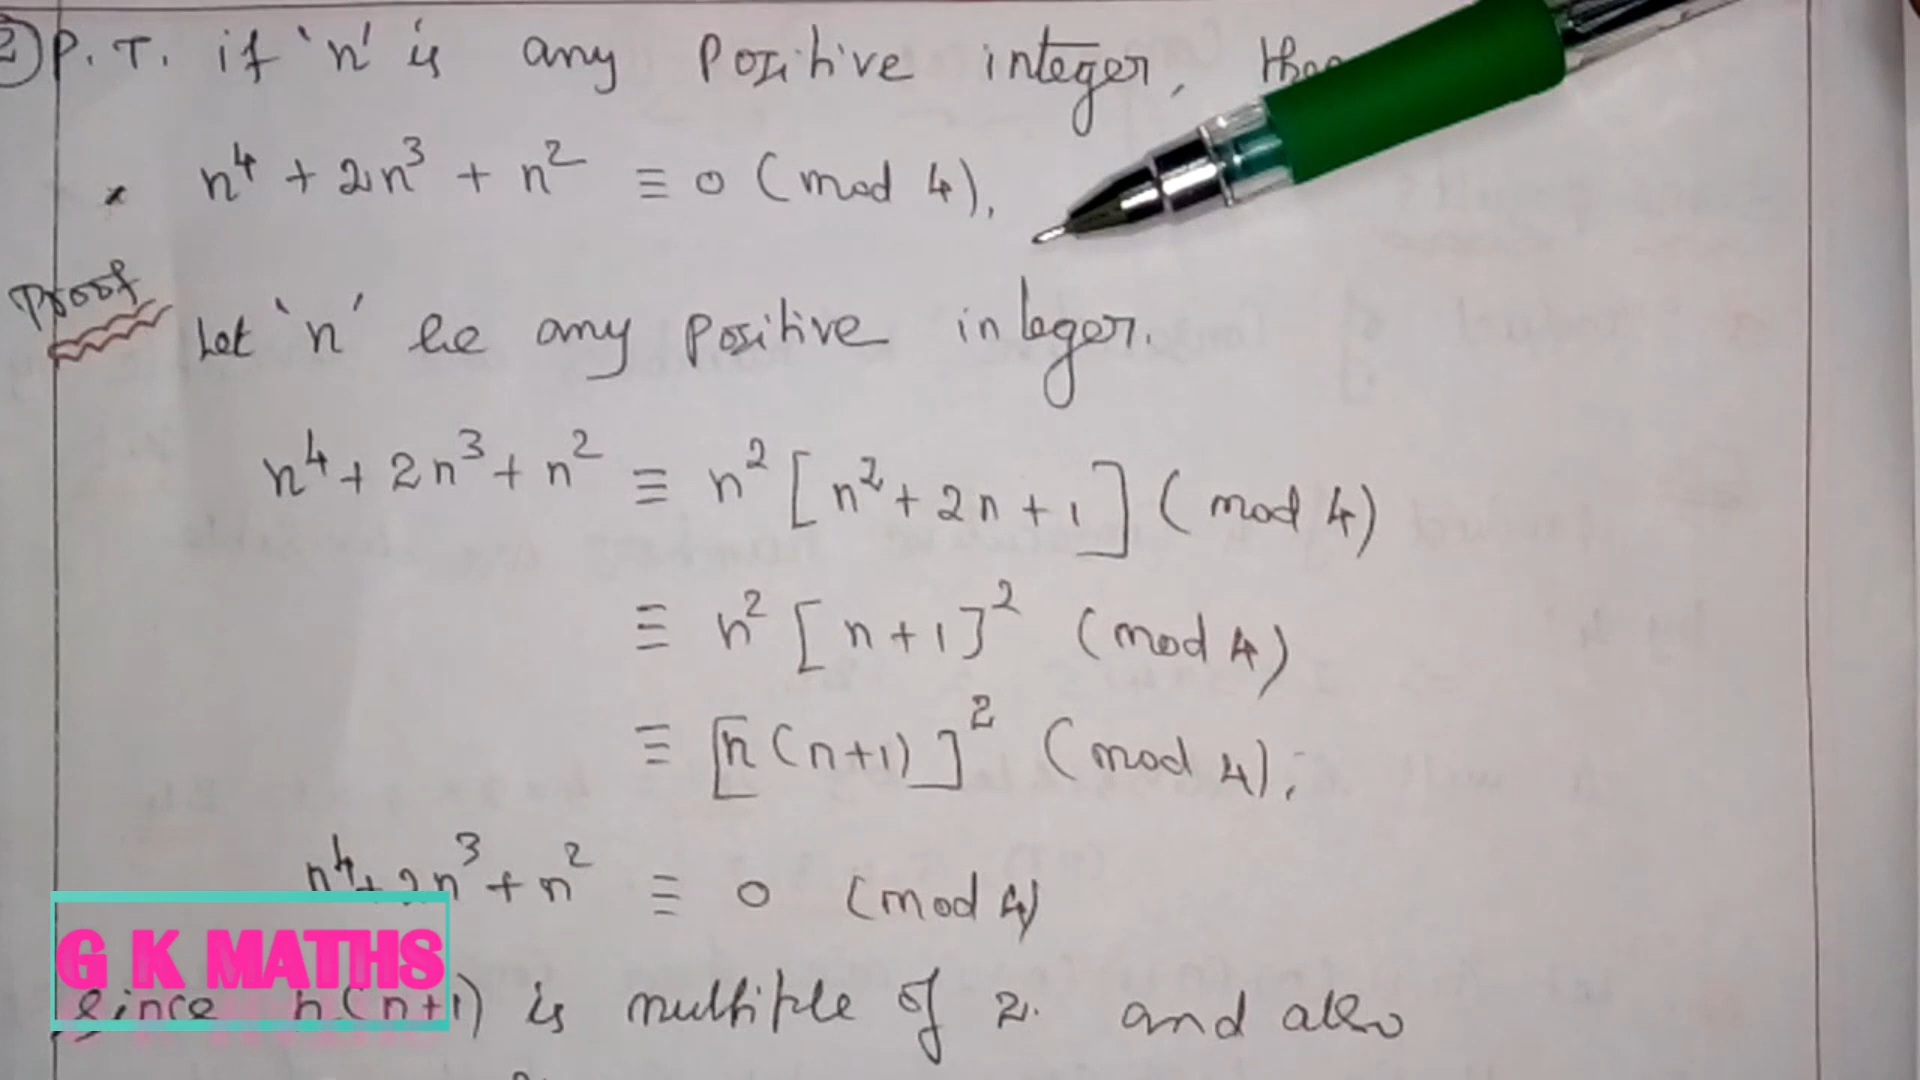 2) P. T. if 'n' is any positive integer, then
n⁴ + 2n³ + n² ≡ 0 (mod 4).
Proof
Let 'n' be any positive integer.
n⁴ + 2n³ + n² ≡ n² [n² + 2n + 1] (mod 4)
≡ n² [n + 1]² (mod 4)
≡ [n (n+1)]² (mod 4).
n⁴ + 2n³ + n² ≡ 0 (mod 4)
G K MATHS
Since n(n+1) is multiple of 2. and also